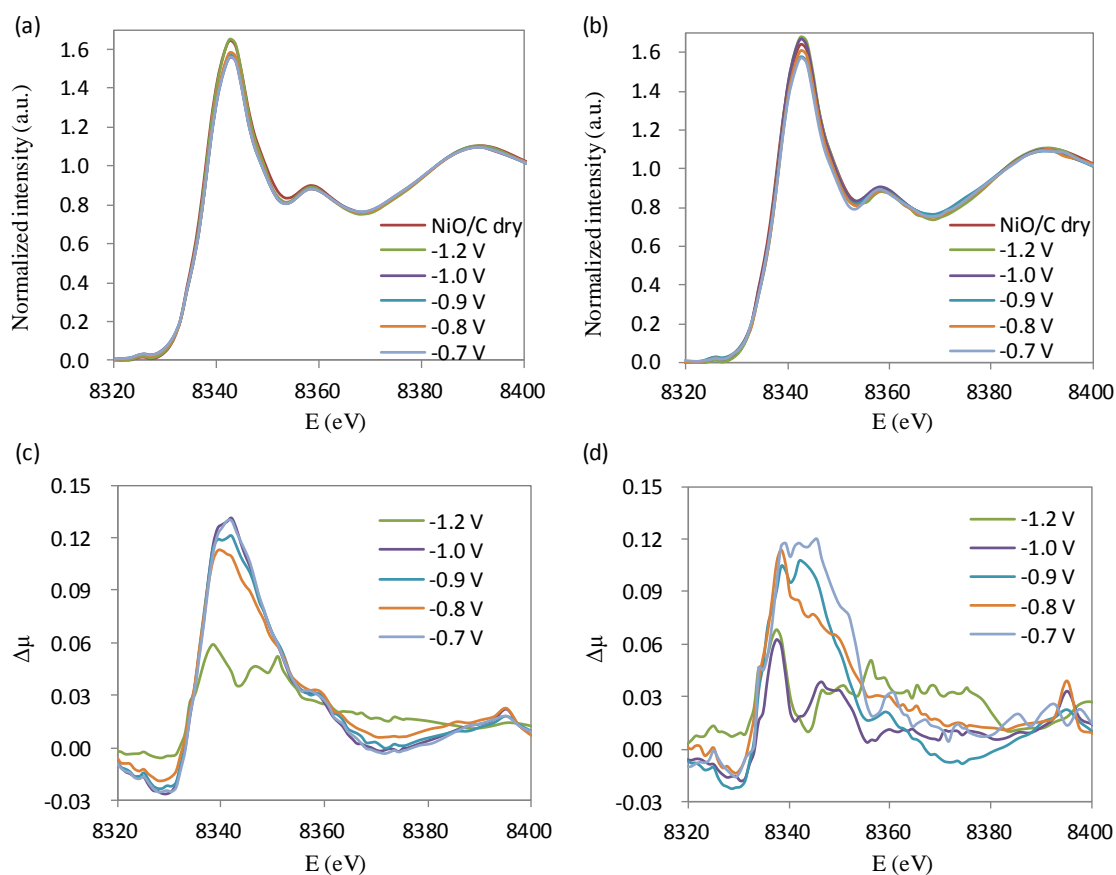 (a)
Normalized intensity (a.u.)
1.6
1.4
1.2
1.0
0.8
0.6
0.4
0.2
0.0
NiO/C dry
-1.2 V
-1.0 V
-0.9 V
-0.8 V
-0.7 V
8320 8340 8360 8380 8400
E (eV)
(b)
Normalized intensity (a.u.)
1.6
1.4
1.2
1.0
0.8
0.6
0.4
0.2
0.0
NiO/C dry
-1.2 V
-1.0 V
-0.9 V
-0.8 V
-0.7 V
8320 8340 8360 8380 8400
E (eV)
(c)
Δμ
0.15
0.12
0.09
0.06
0.03
0.00
-0.03
-1.2 V
-1.0 V
-0.9 V
-0.8 V
-0.7 V
8320 8340 8360 8380 8400
E (eV)
(d)
Δμ
0.15
0.12
0.09
0.06
0.03
0.00
-0.03
-1.2 V
-1.0 V
-0.9 V
-0.8 V
-0.7 V
8320 8340 8360 8380 8400
E (eV)